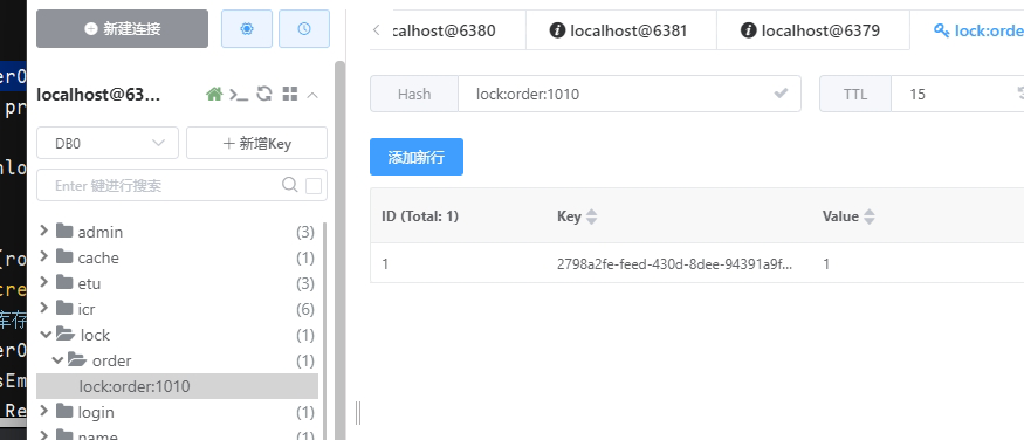 新建连接
localhost@63...
DB0
新增Key
Enter 键进行搜索
admin (3)
cache (1)
etu (3)
icr (6)
lock (1)
order (1)
lock:order:1010
login (1)
name (1)
calhost@6380
localhost@6381
localhost@6379
lock:orde
Hash
lock:order:1010
TTL
15
添加新行
ID (Total: 1) Key Value
1 2798a2fe-feed-430d-8dee-94391a9f... 1
erO
pr
nlo
(ro
cre
库存
erO
sEm
Re